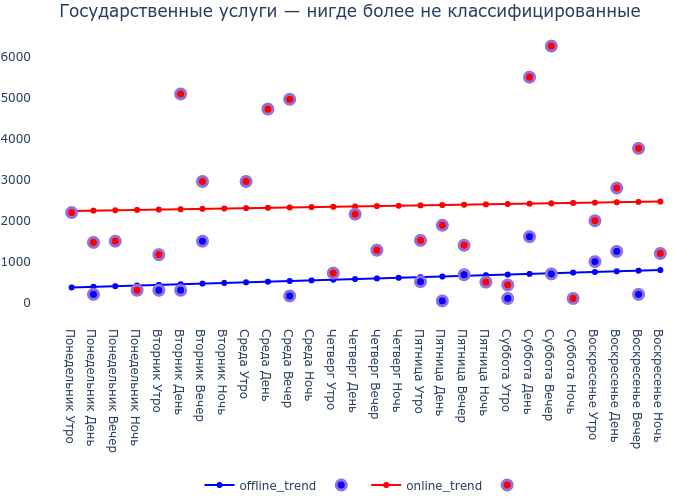 Государственные услуги — нигде более не классифицированные
6000
5000
4000
3000
2000
1000
0
Понедельник Утро
Понедельник День
Понедельник Вечер
Понедельник Ночь
Вторник Утро
Вторник День
Вторник Вечер
Вторник Ночь
Среда Утро
Среда День
Среда Вечер
Среда Ночь
Четверг Утро
Четверг День
Четверг Вечер
Четверг Ночь
Пятница Утро
Пятница День
Пятница Вечер
Пятница Ночь
Суббота Утро
Суббота День
Суббота Вечер
Суббота Ночь
Воскресенье Утро
Воскресенье День
Воскресенье Вечер
Воскресенье Ночь
offline_trend
online_trend